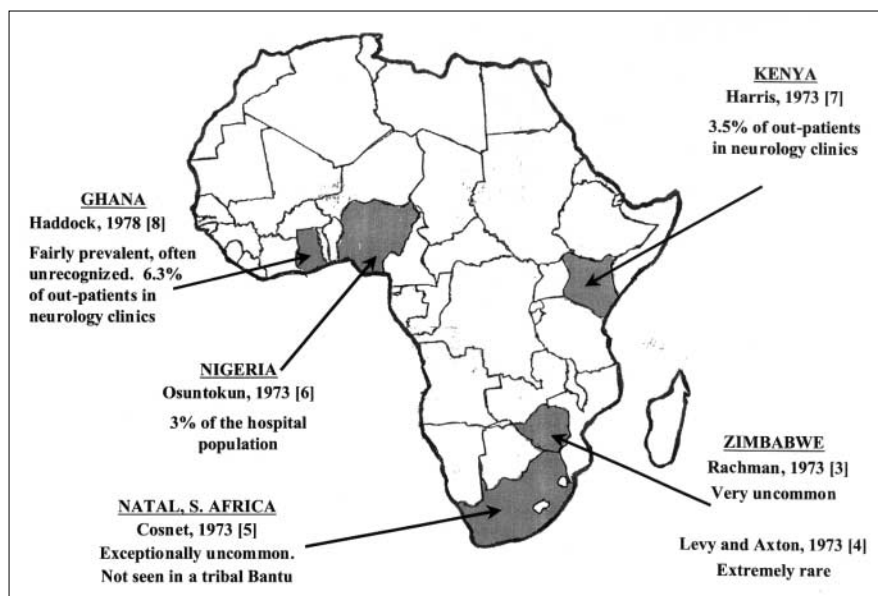 KENYA
Harris, 1973 [7]
3.5% of out-patients
in neurology clinics
GHANA
Haddock, 1978 [8]
Fairly prevalent, often
unrecognized. 6.3%
of out-patients in
neurology clinics
NIGERIA
Osuntokun, 1973 [6]
3% of the hospital
population
ZIMBABWE
Rachman, 1973 [3]
Very uncommon
Levy and Axton, 1973 [4]
Extremely rare
NATAL, S. AFRICA
Cosnet, 1973 [5]
Exceptionally uncommon.
Not seen in a tribal Bantu